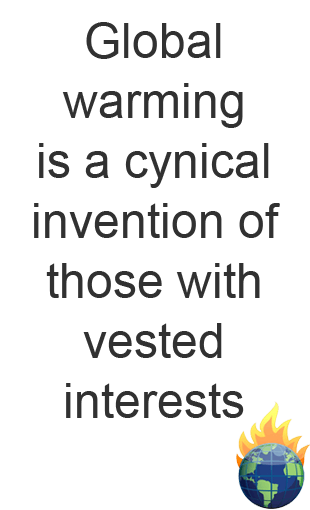 Global
warming
is a cynical
invention of
those with
vested
interests